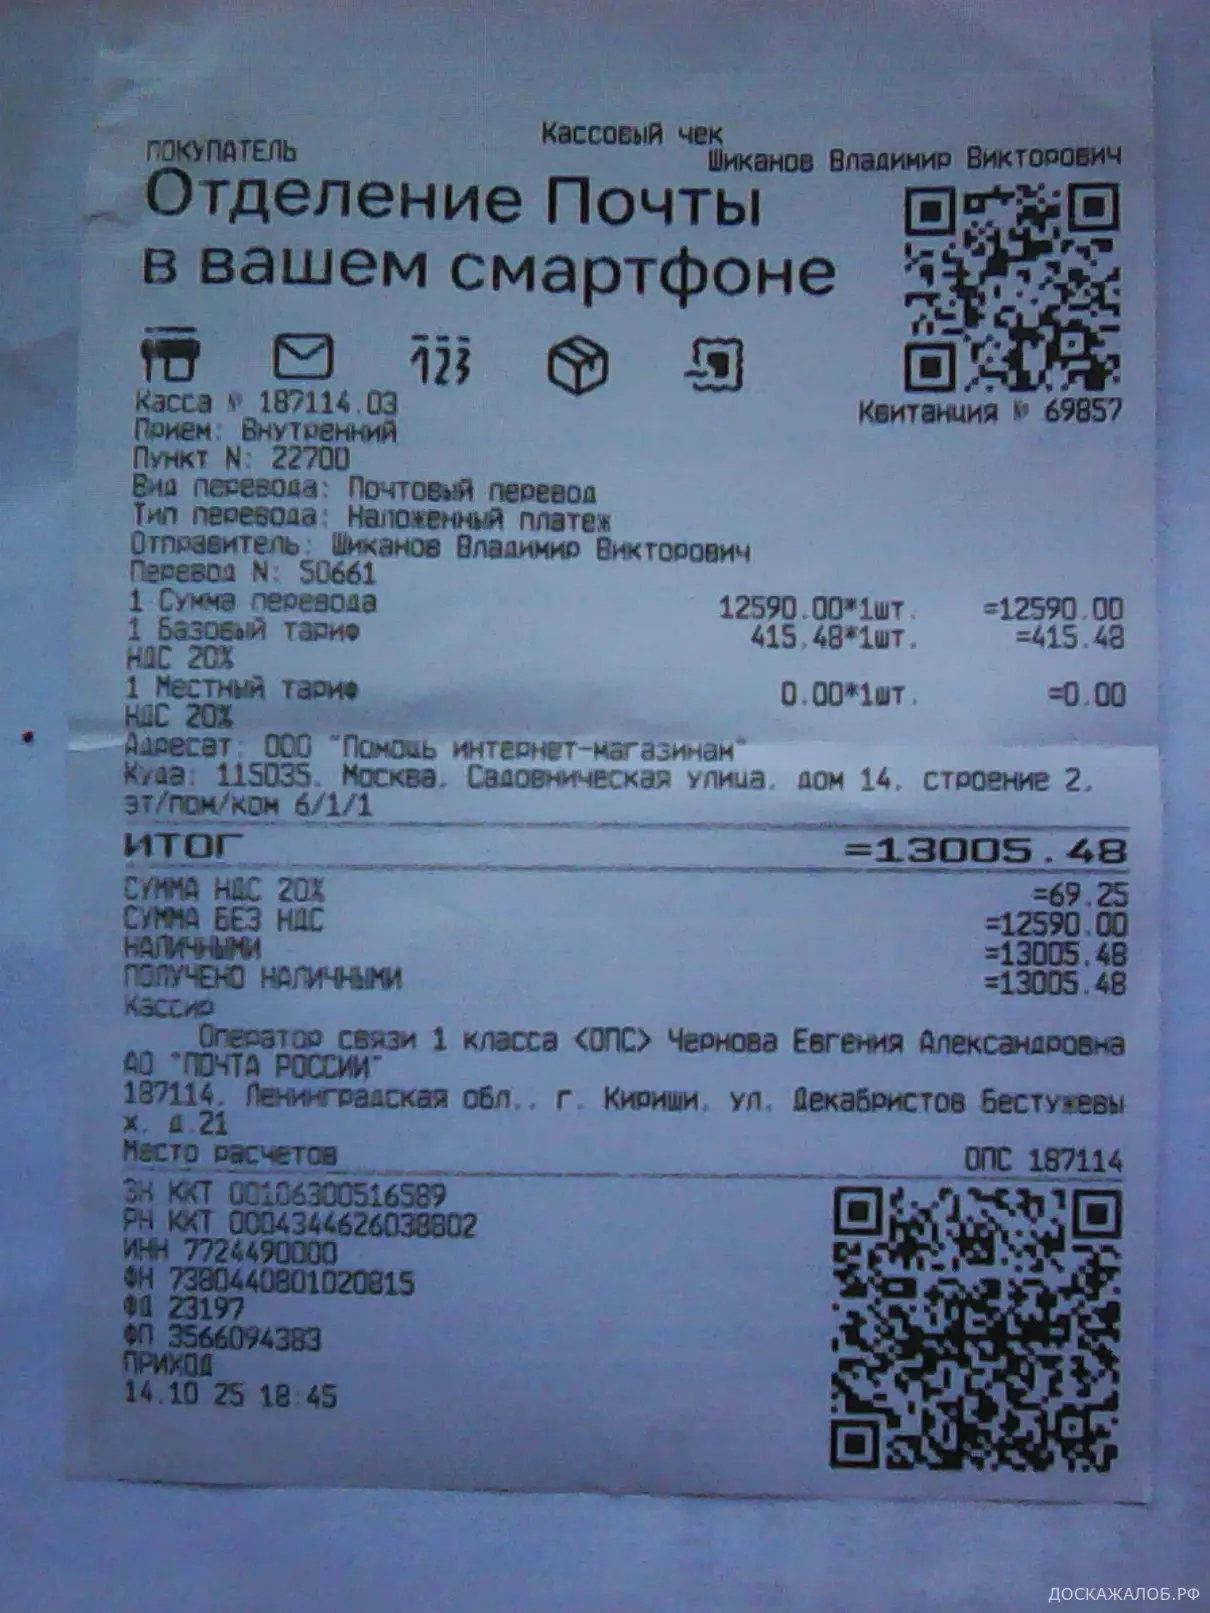 Кассовый чек
ПОКУПАТЕЛЬ Шиканов Владимир Викторович
Отделение Почты
в вашем смартфоне
123
Касса № 187114.03 Квитанция № 69857
Прием: Внутренний
Пункт N: 22700
Вид перевода: Почтовый перевод
Тип перевода: Наложенный платеж
Отправитель: Шиканов Владимир Викторович
Перевод N: 50661
1 Сумма перевода 12590.00*1шт. =12590.00
1 Базовый тариф 415.48*1шт. =415.48
НДС 20%
1 Местный тариф 0.00*1шт. =0.00
НДС 20%
Адресат: ООО "Помощь интернет-магазинам"
Куда: 115035, Москва, Садовническая улица, дом 14, строение 2,
эт/пом/ком 6/1/1
ИТОГ =13005.48
СУММА НДС 20% =69.25
СУММА БЕЗ НДС =12590.00
НАЛИЧНЫМИ =13005.48
ПОЛУЧЕНО НАЛИЧНЫМИ =13005.48
Кассир
Оператор связи 1 класса <ОПС> Чернова Евгения Александровна
АО "ПОЧТА РОССИИ"
187114, Ленинградская обл., г. Кириши, ул. Декабристов Бестужевы
х, д.21
Место расчетов ОПС 187114
ЗН ККТ 00106300516589
РН ККТ 0004344626038802
ИНН 7724490000
ФН 7380440801020815
ФД 23197
ФП 3566094383
ПРИХОД
14.10 25 18:45
ДОСКАЖАЛОБ.РФ